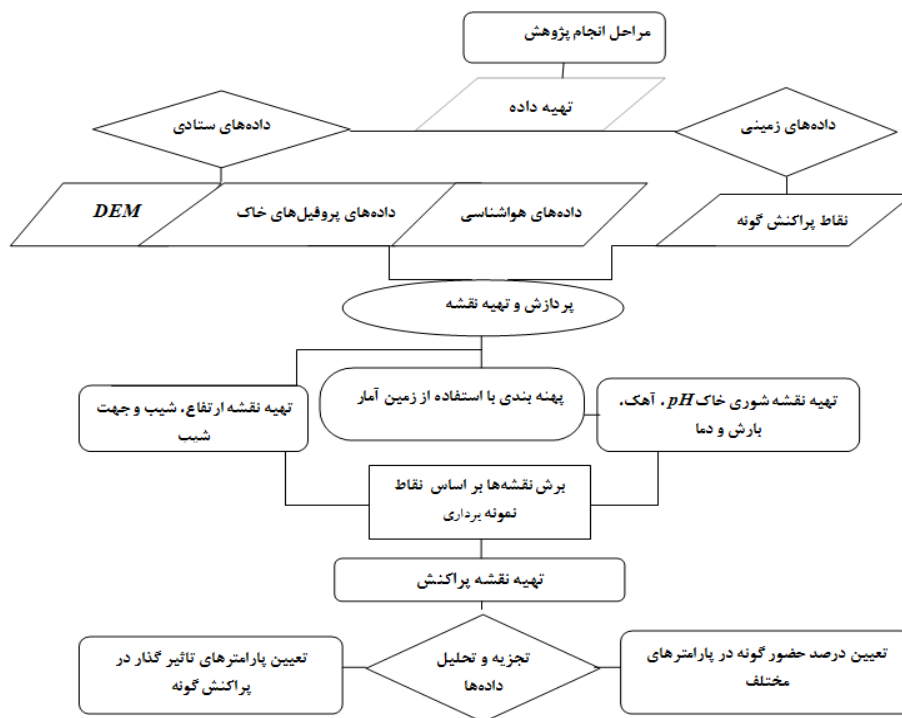 مراحل انجام پژوهش
تهیه داده
داده‌های زمینی
داده‌های ستادی
نقاط پراکنش گونه
داده‌های هواشناسی
داده‌های پروفیل‌های خاک
DEM
پردازش و تهیه نقشه
تهیه نقشه شوری خاک pH، آهک،
بارش و دما
پهنه بندی با استفاده از زمین آمار
تهیه نقشه ارتفاع، شیب و جهت
شیب
برش نقشه‌ها بر اساس نقاط
نمونه برداری
تهیه نقشه پراکنش
تعیین درصد حضور گونه در پارامترهای
مختلف
تجزیه و تحلیل
داده‌ها
تعیین پارامترهای تاثیر گذار در
پراکنش گونه